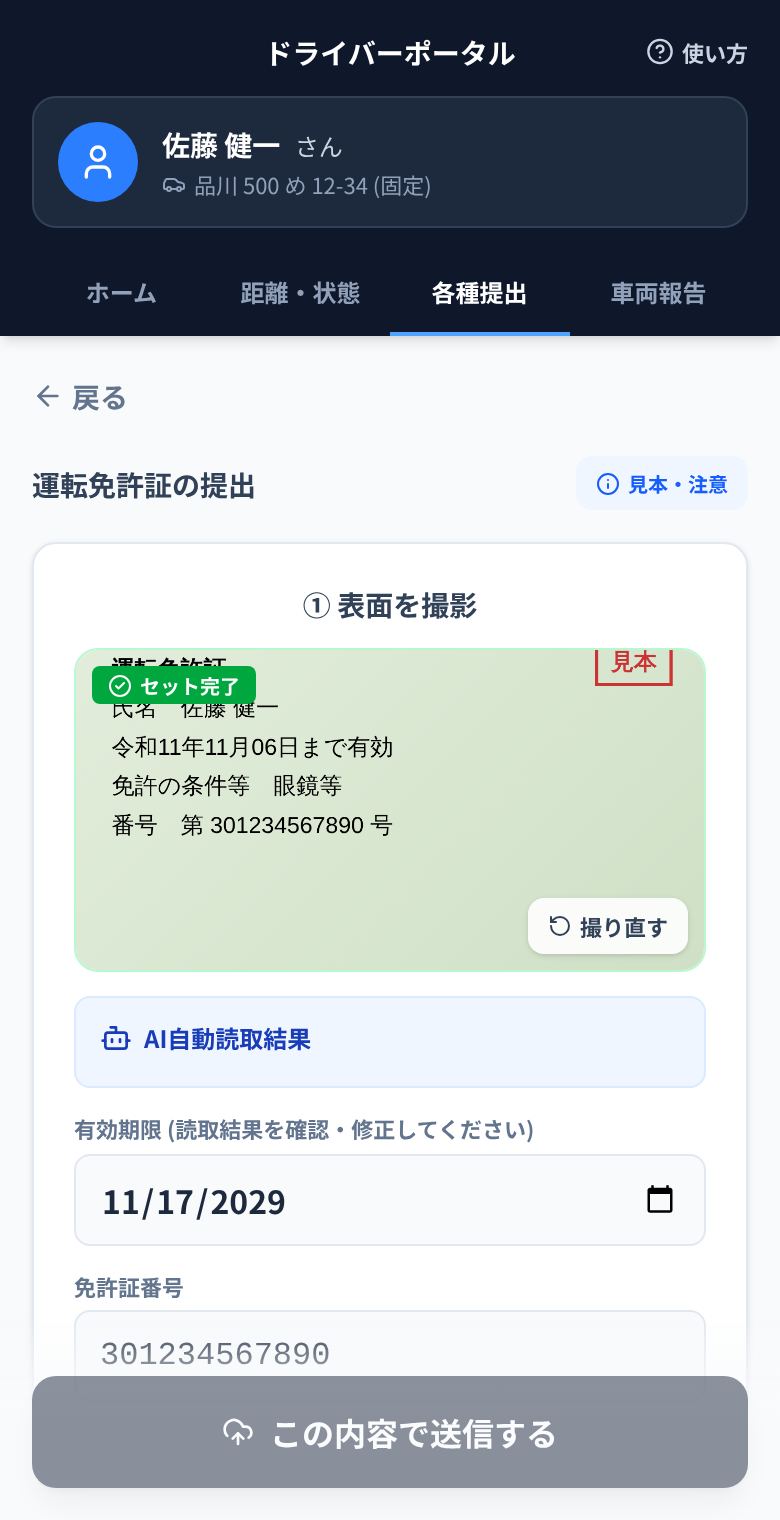 ドライバーポータル
使い方
佐藤 健一 さん
品川 500 め 12-34 (固定)
ホーム 距離・状態 各種提出 車両報告
戻る
運転免許証の提出
見本・注意
① 表面を撮影
見本
セット完了
氏名 佐藤 健一
令和11年11月06日まで有効
免許の条件等 眼鏡等
番号 第 301234567890 号
撮り直す
AI自動読取結果
有効期限 (読取結果を確認・修正してください)
11/17/2029
免許証番号
301234567890
この内容で送信する